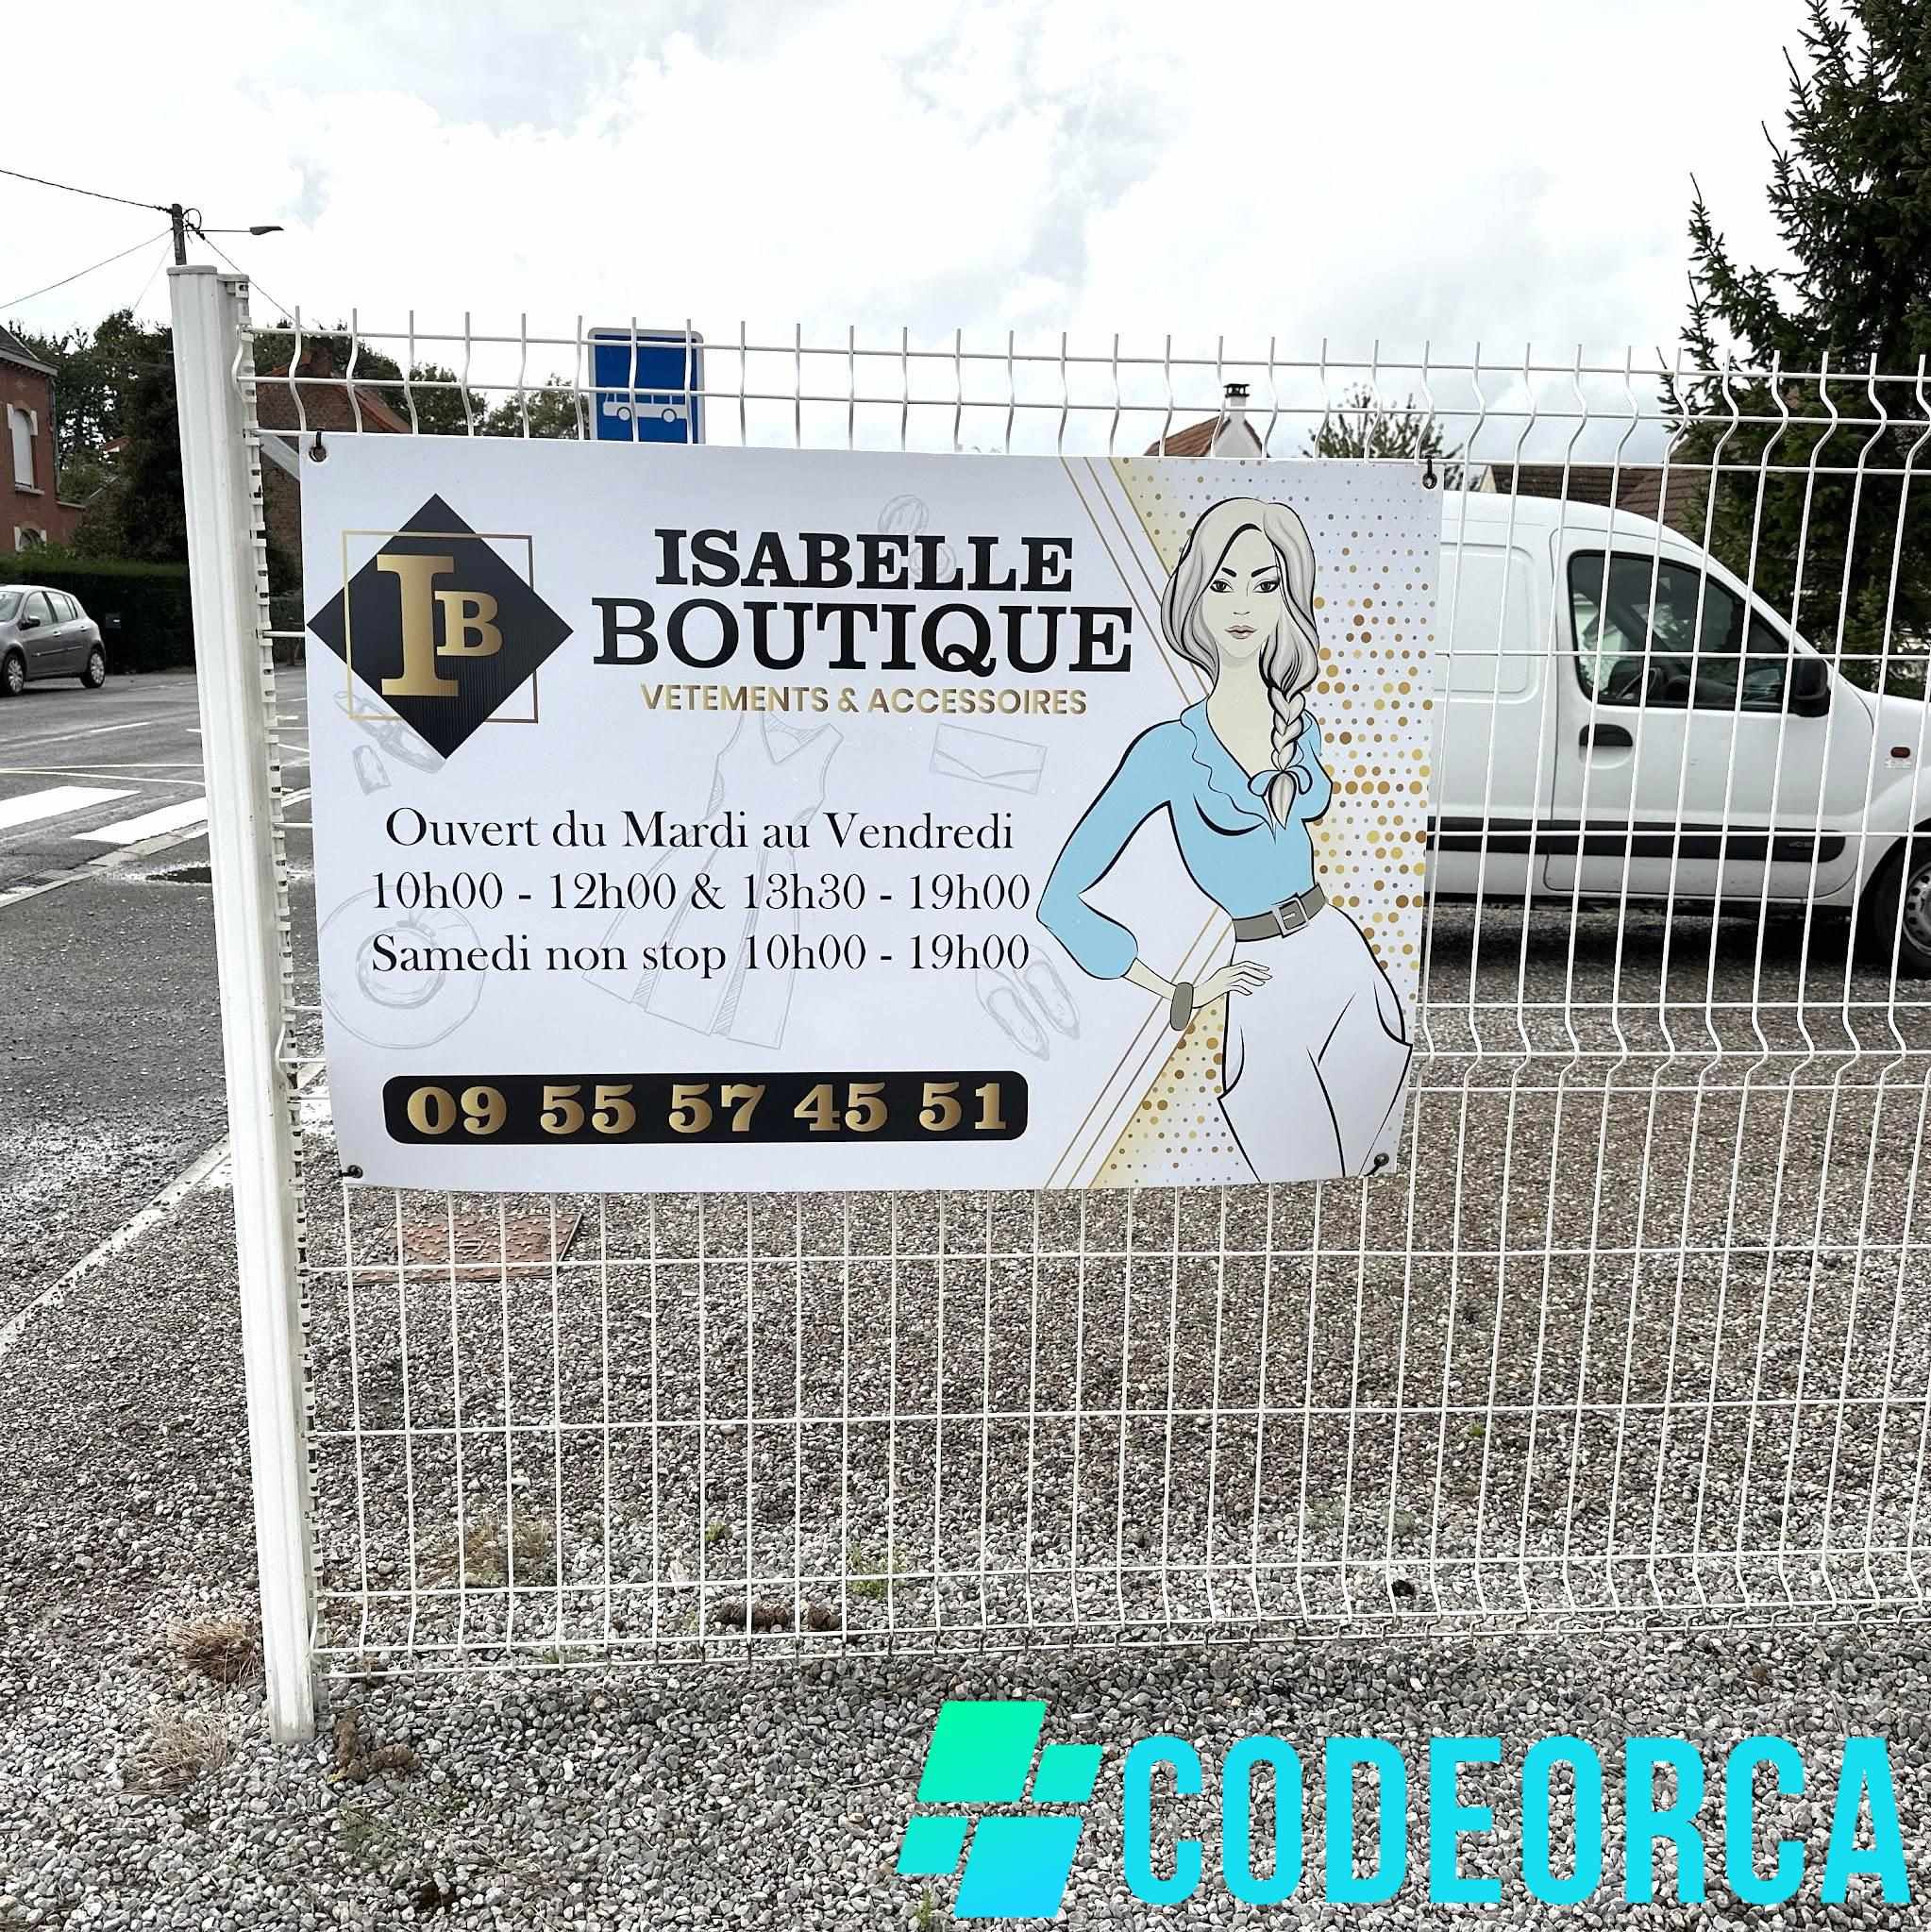 IB
ISABELLE
BOUTIQUE
VETEMENTS & ACCESSOIRES
Ouvert du Mardi au Vendredi
10h00 - 12h00 & 13h30 - 19h00
Samedi non stop 10h00 - 19h00
09 55 57 45 51
CODEORCA